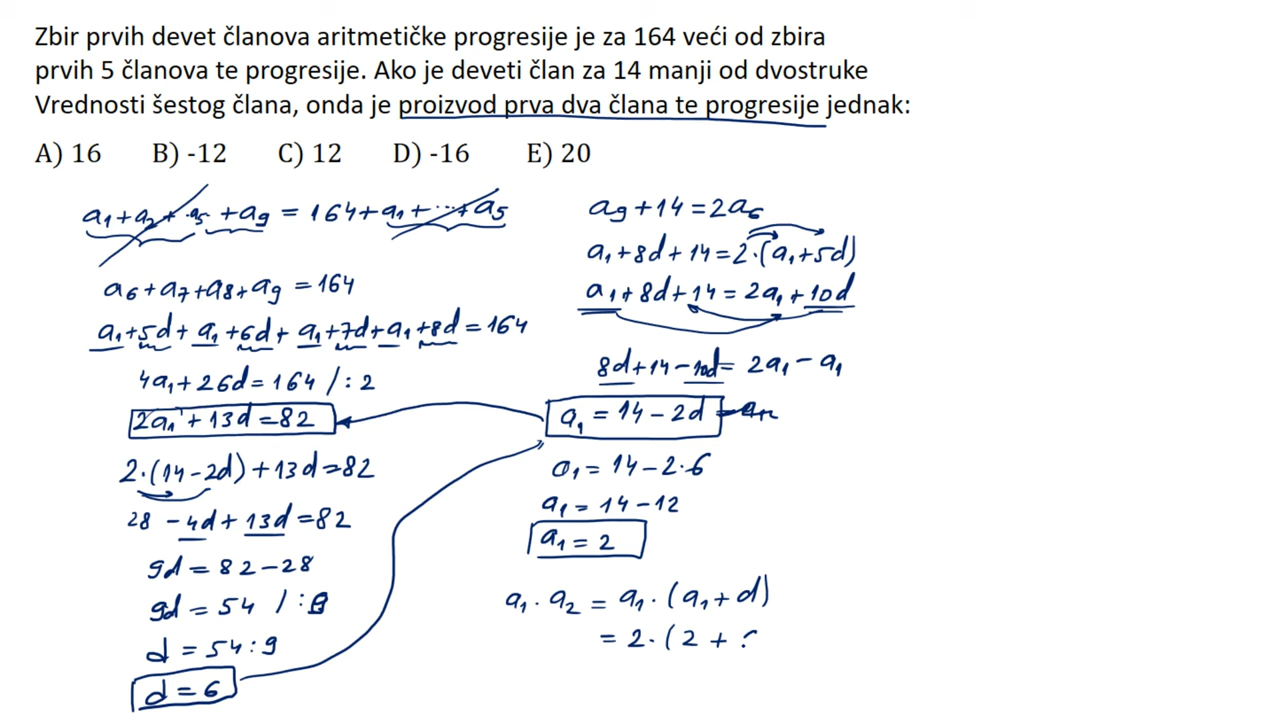 Zbir prvih devet članova aritmetičke progresije je za 164 veći od zbira
prvih 5 članova te progresije. Ako je deveti član za 14 manji od dvostruke
Vrednosti šestog člana, onda je proizvod prva dva člana te progresije jednak:
A) 16 B) -12 C) 12 D) -16 E) 20
a₁+a₂+ a₅ +a₉ = 164+a₁+...+a₅
a₆+a₇+a₈+a₉ = 164
a₁+5d+a₁+6d+a₁+7d+a₁+8d=164
4a₁+26d=164 /:2
2a₁+13d=82
2·(14-2d)+13d=82
28 -4d+13d=82
9d=82-28
9d=54 /:9
d=54:9
d=6
a₉+14=2a₆
a₁+8d+14=2·(a₁+5d)
a₁+8d+14=2a₁+10d
8d+14-10d=2a₁-a₁
a₁=14-2d
a₁=14-2·6
a₁=14-12
a₁=2
a₁·a₂=a₁·(a₁+d)
=2·(2+